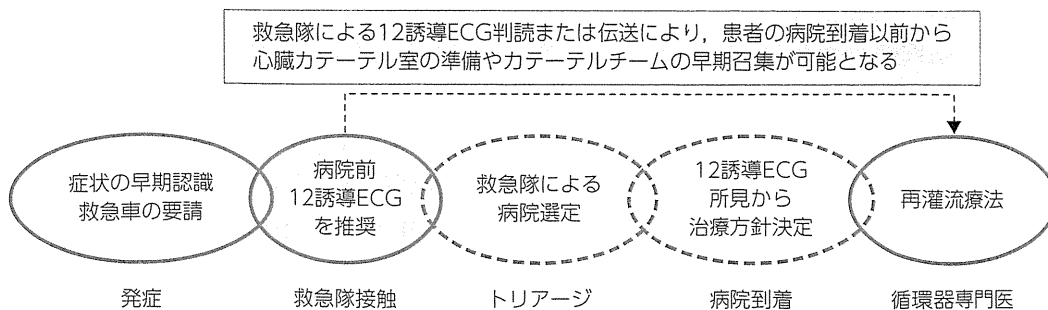 救急隊による12誘導ECG判読または伝送により，患者の病院到着以前から
心臓カテーテル室の準備やカテーテルチームの早期召集が可能となる
症状の早期認識
救急車の要請
病院前
12誘導ECG
を推奨
救急隊による
病院選定
12誘導ECG
所見から
治療方針決定
再灌流療法
発症
救急隊接触
トリアージ
病院到着
循環器専門医